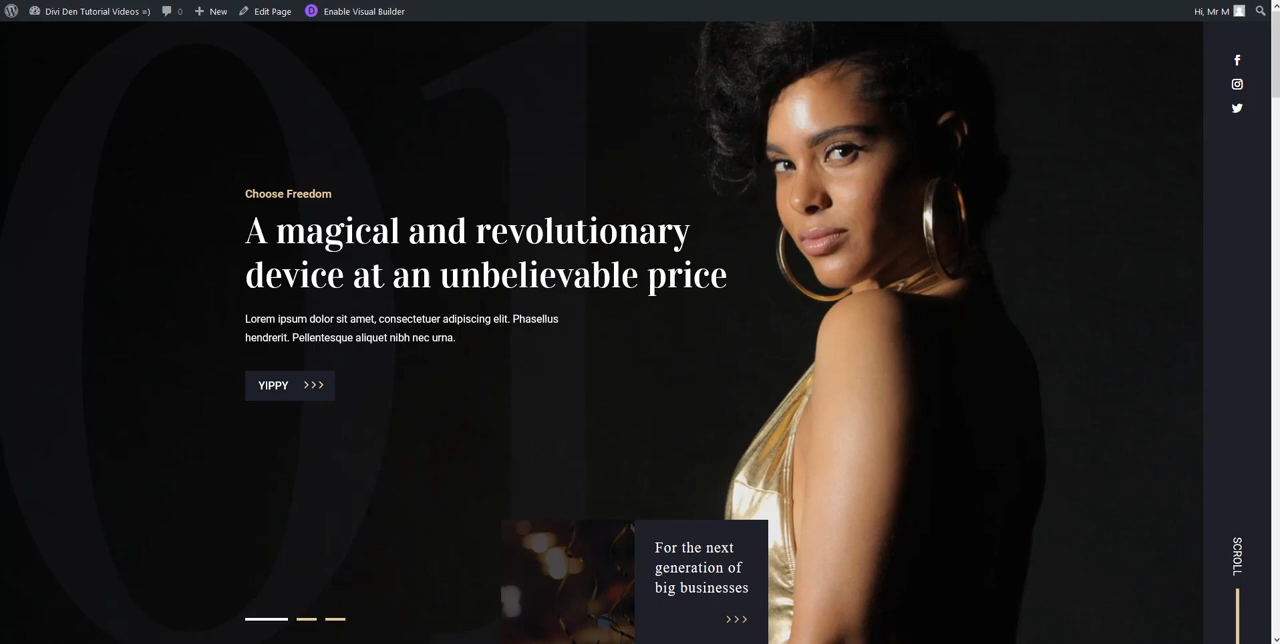 Divi Den Tutorial Videos =)
0
New
Edit Page
D
Enable Visual Builder
Hi, Mr M
01
Choose Freedom
A magical and revolutionary
device at an unbelievable price
Lorem ipsum dolor sit amet, consectetuer adipiscing elit. Phasellus
hendrerit. Pellentesque aliquet nibh nec urna.
YIPPY
For the next
generation of
big businesses
SCROLL